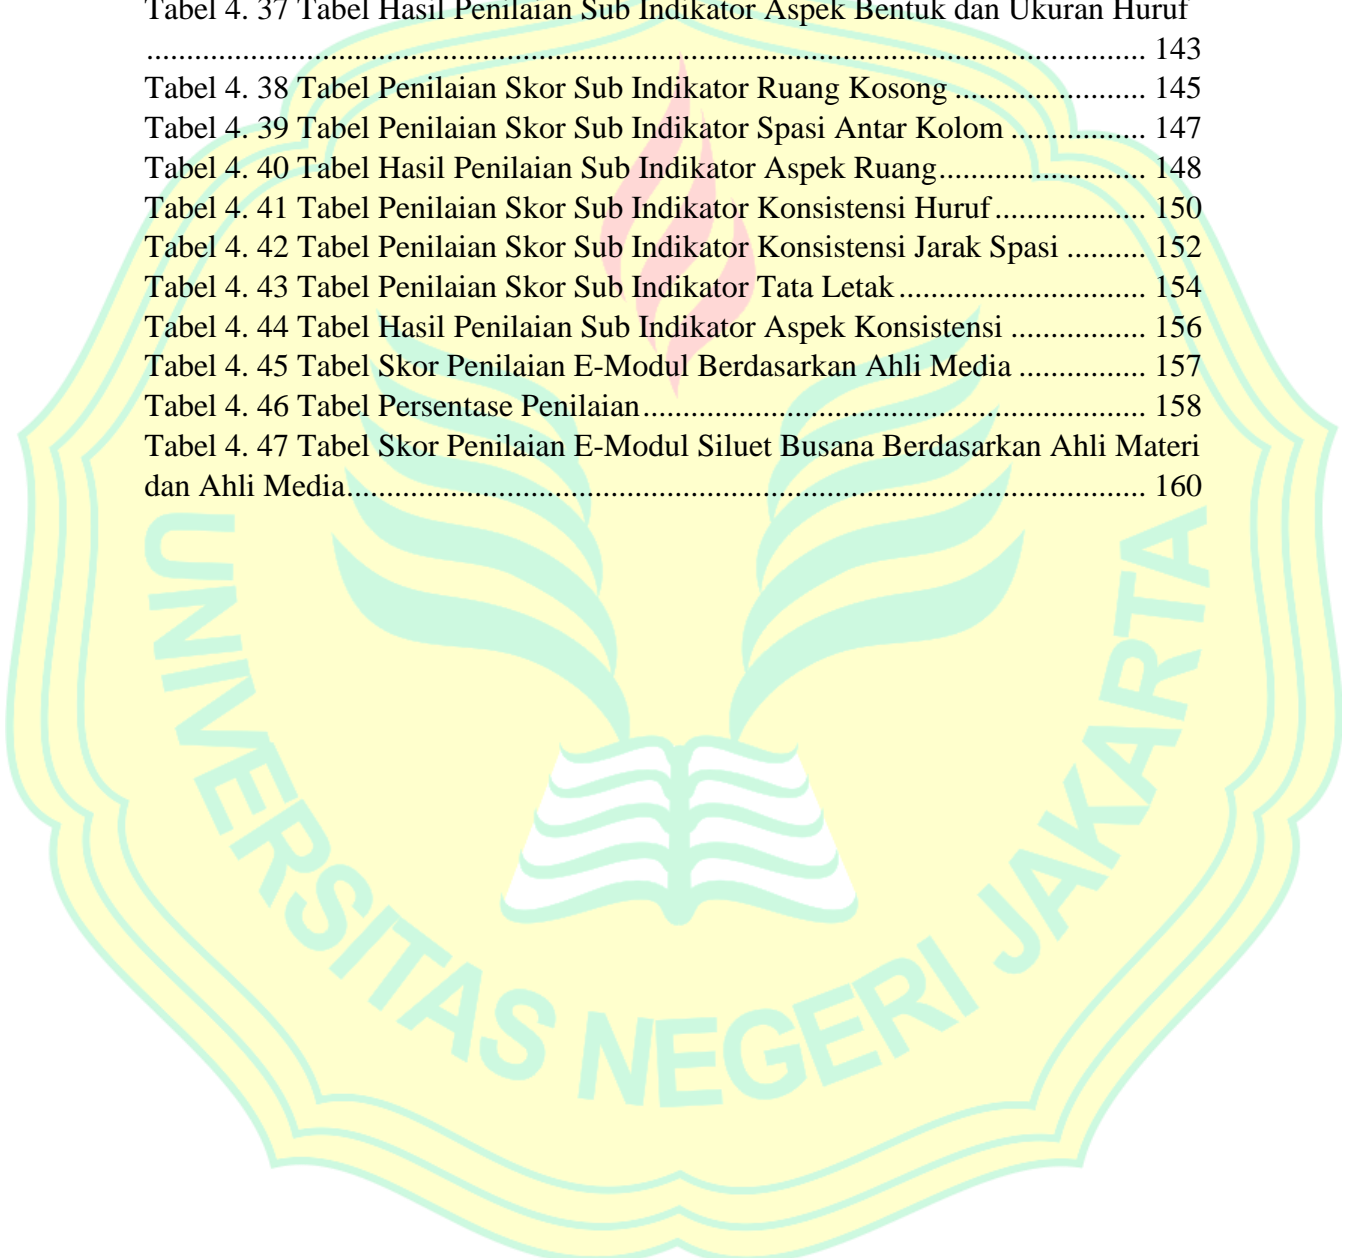 Tabel 4. 37 Tabel Hasil Penilaian Sub Indikator Aspek Bentuk dan Ukuran Huruf
.............................................................................................................................. 143
Tabel 4. 38 Tabel Penilaian Skor Sub Indikator Ruang Kosong ........................ 145
Tabel 4. 39 Tabel Penilaian Skor Sub Indikator Spasi Antar Kolom ................. 147
Tabel 4. 40 Tabel Hasil Penilaian Sub Indikator Aspek Ruang.......................... 148
Tabel 4. 41 Tabel Penilaian Skor Sub Indikator Konsistensi Huruf................... 150
Tabel 4. 42 Tabel Penilaian Skor Sub Indikator Konsistensi Jarak Spasi .......... 152
Tabel 4. 43 Tabel Penilaian Skor Sub Indikator Tata Letak............................... 154
Tabel 4. 44 Tabel Hasil Penilaian Sub Indikator Aspek Konsistensi ................. 156
Tabel 4. 45 Tabel Skor Penilaian E-Modul Berdasarkan Ahli Media ................ 157
Tabel 4. 46 Tabel Persentase Penilaian............................................................... 158
Tabel 4. 47 Tabel Skor Penilaian E-Modul Siluet Busana Berdasarkan Ahli Materi
dan Ahli Media..................................................................................................... 160
UNIVERSITAS NEGERI JAKARTA